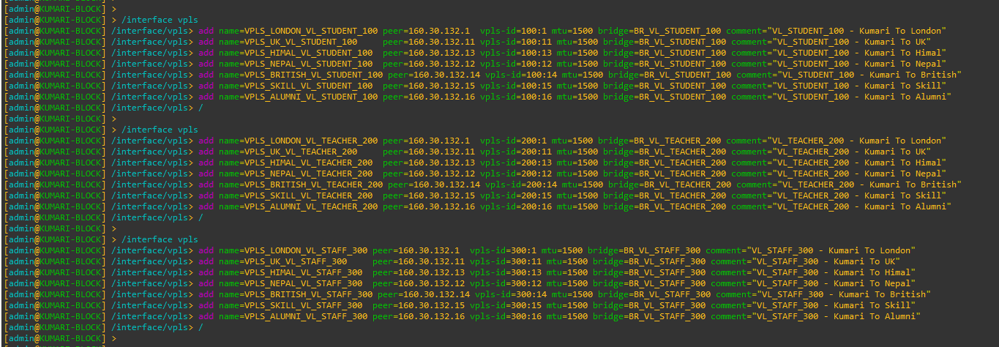 [admin@KUMARI-BLOCK] >
[admin@KUMARI-BLOCK] > /interface vpls
[admin@KUMARI-BLOCK] /interface/vpls> add name=VPLS_LONDON_VL_STUDENT_100 peer=160.30.132.1  vpls-id=100:1 mtu=1500 bridge=BR_VL_STUDENT_100 comment="VL_STUDENT_100 - Kumari To London"
[admin@KUMARI-BLOCK] /interface/vpls> add name=VPLS_UK_VL_STUDENT_100     peer=160.30.132.11 vpls-id=100:11 mtu=1500 bridge=BR_VL_STUDENT_100 comment="VL_STUDENT_100 - Kumari To UK"
[admin@KUMARI-BLOCK] /interface/vpls> add name=VPLS_HIMAL_VL_STUDENT_100  peer=160.30.132.13 vpls-id=100:13 mtu=1500 bridge=BR_VL_STUDENT_100 comment="VL_STUDENT_100 - Kumari To Himal"
[admin@KUMARI-BLOCK] /interface/vpls> add name=VPLS_NEPAL_VL_STUDENT_100  peer=160.30.132.12 vpls-id=100:12 mtu=1500 bridge=BR_VL_STUDENT_100 comment="VL_STUDENT_100 - Kumari To Nepal"
[admin@KUMARI-BLOCK] /interface/vpls> add name=VPLS_BRITISH_VL_STUDENT_100 peer=160.30.132.14 vpls-id=100:14 mtu=1500 bridge=BR_VL_STUDENT_100 comment="VL_STUDENT_100 - Kumari To British"
[admin@KUMARI-BLOCK] /interface/vpls> add name=VPLS_SKILL_VL_STUDENT_100  peer=160.30.132.15 vpls-id=100:15 mtu=1500 bridge=BR_VL_STUDENT_100 comment="VL_STUDENT_100 - Kumari To Skill"
[admin@KUMARI-BLOCK] /interface/vpls> add name=VPLS_ALUMNI_VL_STUDENT_100 peer=160.30.132.16 vpls-id=100:16 mtu=1500 bridge=BR_VL_STUDENT_100 comment="VL_STUDENT_100 - Kumari To Alumni"
[admin@KUMARI-BLOCK] /interface/vpls> /
[admin@KUMARI-BLOCK] >
[admin@KUMARI-BLOCK] > /interface vpls
[admin@KUMARI-BLOCK] /interface/vpls> add name=VPLS_LONDON_VL_TEACHER_200 peer=160.30.132.1  vpls-id=200:1 mtu=1500 bridge=BR_VL_TEACHER_200 comment="VL_TEACHER_200 - Kumari To London"
[admin@KUMARI-BLOCK] /interface/vpls> add name=VPLS_UK_VL_TEACHER_200     peer=160.30.132.11 vpls-id=200:11 mtu=1500 bridge=BR_VL_TEACHER_200 comment="VL_TEACHER_200 - Kumari To UK"
[admin@KUMARI-BLOCK] /interface/vpls> add name=VPLS_HIMAL_VL_TEACHER_200  peer=160.30.132.13 vpls-id=200:13 mtu=1500 bridge=BR_VL_TEACHER_200 comment="VL_TEACHER_200 - Kumari To Himal"
[admin@KUMARI-BLOCK] /interface/vpls> add name=VPLS_NEPAL_VL_TEACHER_200  peer=160.30.132.12 vpls-id=200:12 mtu=1500 bridge=BR_VL_TEACHER_200 comment="VL_TEACHER_200 - Kumari To Nepal"
[admin@KUMARI-BLOCK] /interface/vpls> add name=VPLS_BRITISH_VL_TEACHER_200 peer=160.30.132.14 vpls-id=200:14 mtu=1500 bridge=BR_VL_TEACHER_200 comment="VL_TEACHER_200 - Kumari To British"
[admin@KUMARI-BLOCK] /interface/vpls> add name=VPLS_SKILL_VL_TEACHER_200  peer=160.30.132.15 vpls-id=200:15 mtu=1500 bridge=BR_VL_TEACHER_200 comment="VL_TEACHER_200 - Kumari To Skill"
[admin@KUMARI-BLOCK] /interface/vpls> add name=VPLS_ALUMNI_VL_TEACHER_200 peer=160.30.132.16 vpls-id=200:16 mtu=1500 bridge=BR_VL_TEACHER_200 comment="VL_TEACHER_200 - Kumari To Alumni"
[admin@KUMARI-BLOCK] /interface/vpls> /
[admin@KUMARI-BLOCK] >
[admin@KUMARI-BLOCK] > /interface vpls
[admin@KUMARI-BLOCK] /interface/vpls> add name=VPLS_LONDON_VL_STAFF_300 peer=160.30.132.1  vpls-id=300:1 mtu=1500 bridge=BR_VL_STAFF_300 comment="VL_STAFF_300 - Kumari To London"
[admin@KUMARI-BLOCK] /interface/vpls> add name=VPLS_UK_VL_STAFF_300     peer=160.30.132.11 vpls-id=300:11 mtu=1500 bridge=BR_VL_STAFF_300 comment="VL_STAFF_300 - Kumari To UK"
[admin@KUMARI-BLOCK] /interface/vpls> add name=VPLS_HIMAL_VL_STAFF_300  peer=160.30.132.13 vpls-id=300:13 mtu=1500 bridge=BR_VL_STAFF_300 comment="VL_STAFF_300 - Kumari To Himal"
[admin@KUMARI-BLOCK] /interface/vpls> add name=VPLS_NEPAL_VL_STAFF_300  peer=160.30.132.12 vpls-id=300:12 mtu=1500 bridge=BR_VL_STAFF_300 comment="VL_STAFF_300 - Kumari To Nepal"
[admin@KUMARI-BLOCK] /interface/vpls> add name=VPLS_BRITISH_VL_STAFF_300 peer=160.30.132.14 vpls-id=300:14 mtu=1500 bridge=BR_VL_STAFF_300 comment="VL_STAFF_300 - Kumari To British"
[admin@KUMARI-BLOCK] /interface/vpls> add name=VPLS_SKILL_VL_STAFF_300  peer=160.30.132.15 vpls-id=300:15 mtu=1500 bridge=BR_VL_STAFF_300 comment="VL_STAFF_300 - Kumari To Skill"
[admin@KUMARI-BLOCK] /interface/vpls> add name=VPLS_ALUMNI_VL_STAFF_300 peer=160.30.132.16 vpls-id=300:16 mtu=1500 bridge=BR_VL_STAFF_300 comment="VL_STAFF_300 - Kumari To Alumni"
[admin@KUMARI-BLOCK] /interface/vpls> /
[admin@KUMARI-BLOCK] >